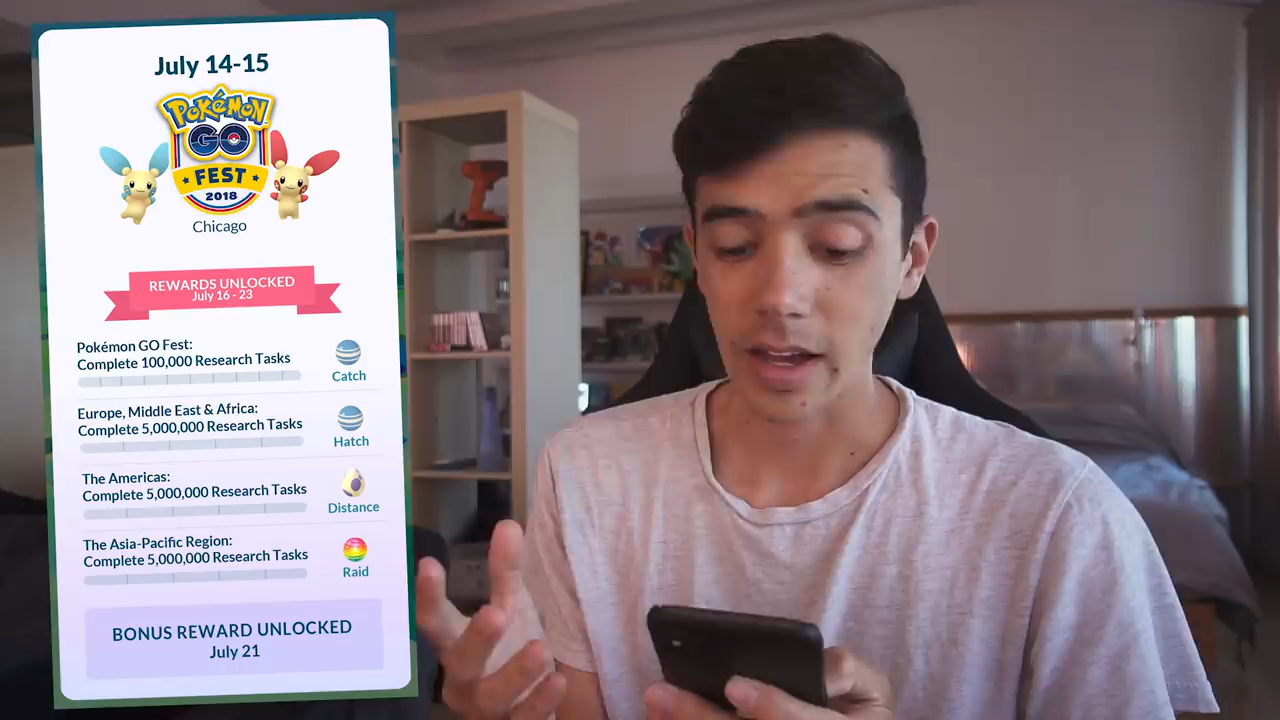 July 14-15
POKÉMON
GO
FEST
2018
Chicago
REWARDS UNLOCKED
July 16 - 23
Pokémon GO Fest:
Complete 100,000 Research Tasks
Catch
Europe, Middle East & Africa:
Complete 5,000,000 Research Tasks
Hatch
The Americas:
Complete 5,000,000 Research Tasks
Distance
The Asia-Pacific Region:
Complete 5,000,000 Research Tasks
Raid
BONUS REWARD UNLOCKED
July 21